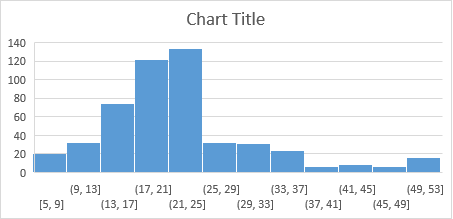 Chart Title
140
120
100
80
60
40
20
0
(9, 13] (17, 21] (25, 29] (33, 37] (41, 45] (49, 53]
[5, 9] (13, 17] (21, 25] (29, 33] (37, 41] (45, 49]